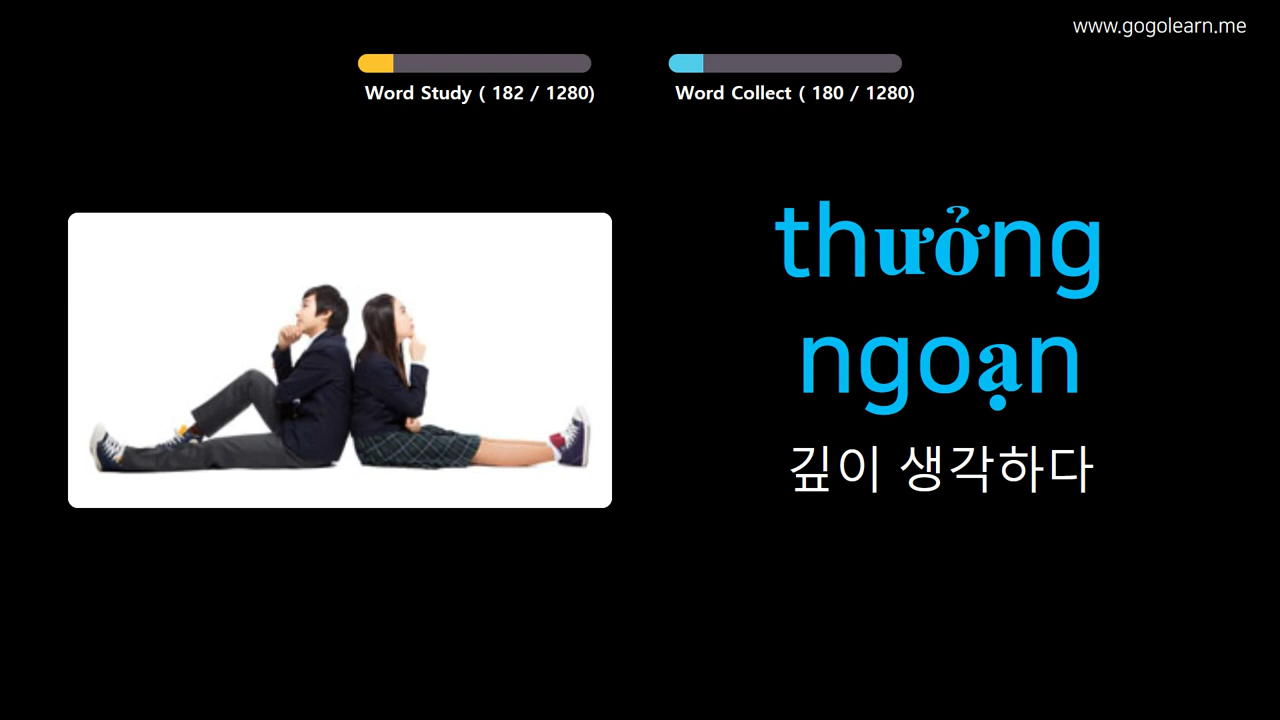 www.gogolearn.me
Word Study ( 182 / 1280)
Word Collect ( 180 / 1280)
thưởng
ngoạn
깊이 생각하다